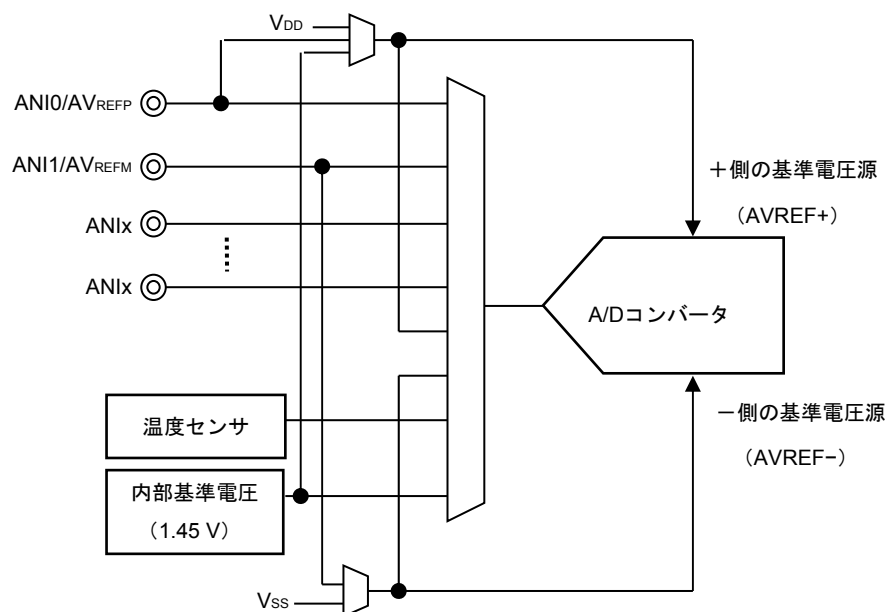 VDD
ANI0/AVREFP
ANI1/AVREFM
ANIx
ANIx
+側の基準電圧源
（AVREF+）
A/Dコンバータ
温度センサ
内部基準電圧
（1.45 V）
－側の基準電圧源
（AVREF−）
VSS